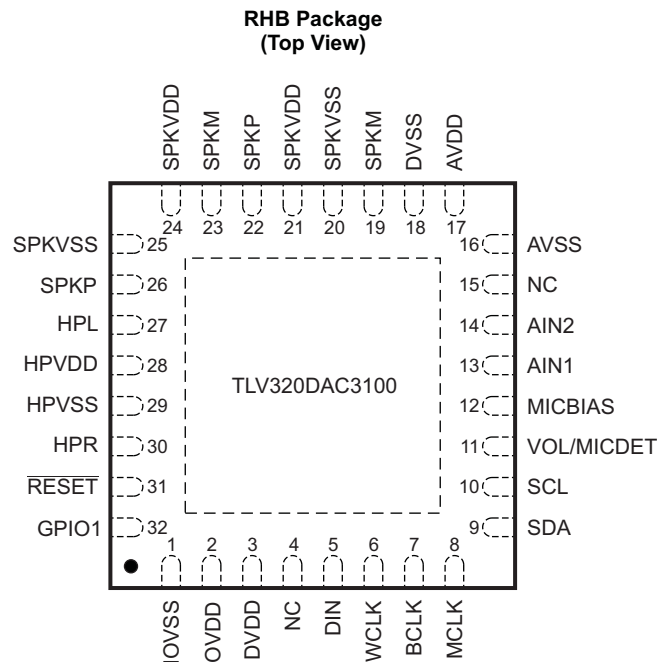 RHB Package
(Top View)
SPKVDD
SPKM
SPKP
SPKVDD
SPKVSS
SPKM
DVSS
AVDD
24 23 22 21 20 19 18 17
SPKVSS 25
SPKP 26
HPL 27
HPVDD 28
HPVSS 29
HPR 30
RESET 31
GPIO1 32
TLV320DAC3100
16 AVSS
15 NC
14 AIN2
13 AIN1
12 MICBIAS
11 VOL/MICDET
10 SCL
9 SDA
1 2 3 4 5 6 7 8
IOVSS
OVDD
DVDD
NC
DIN
WCLK
BCLK
MCLK